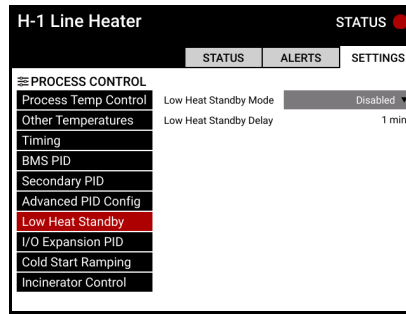 H-1 Line Heater
STATUS
STATUS
ALERTS
SETTINGS
PROCESS CONTROL
Process Temp Control
Low Heat Standby Mode
Disabled
Other Temperatures
Low Heat Standby Delay
1 min
Timing
BMS PID
Secondary PID
Advanced PID Config
Low Heat Standby
I/O Expansion PID
Cold Start Ramping
Incinerator Control